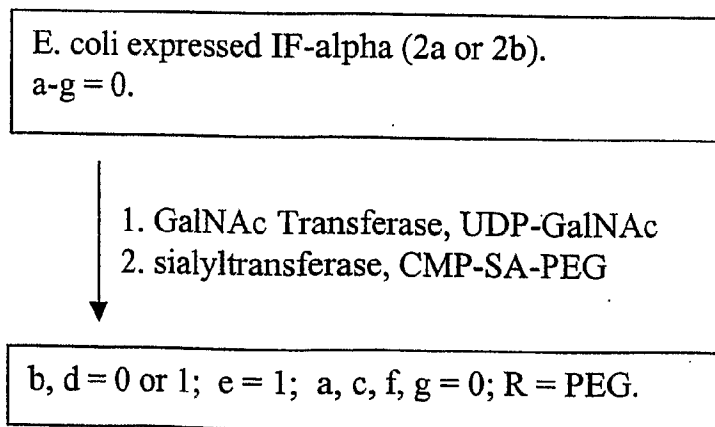 E. coli expressed IF-alpha (2a or 2b).
a-g = 0.
1. GalNAc Transferase, UDP-GalNAc
2. sialyltransferase, CMP-SA-PEG
b, d = 0 or 1; e = 1; a, c, f, g = 0; R = PEG.